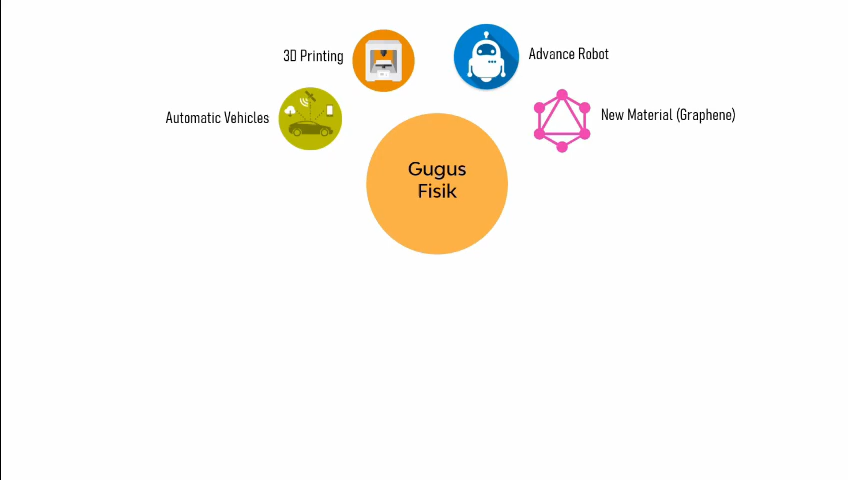 3D Printing
Advance Robot
Automatic Vehicles
New Material (Graphene)
Gugus
Fisik